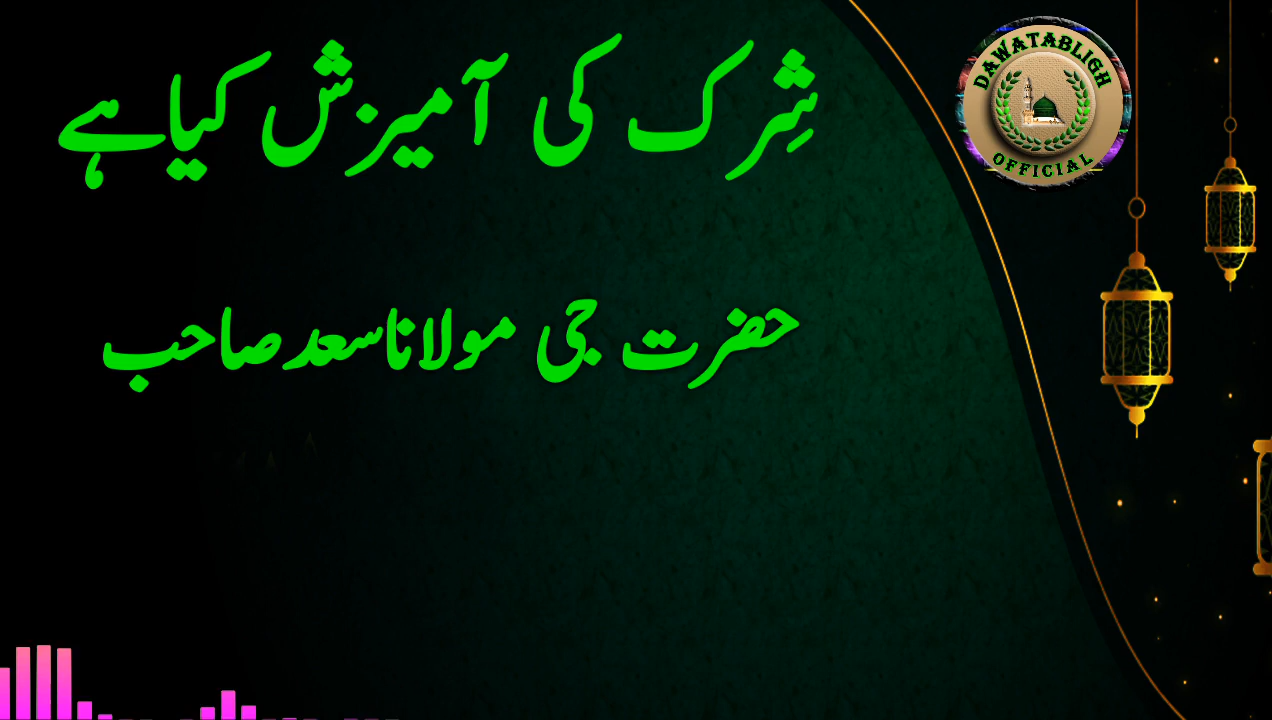 شِرک کی آمیزش کیا ہے
DAWATABLIGH
OFFICIAL
حضرت جی مولانا سعد صاحب